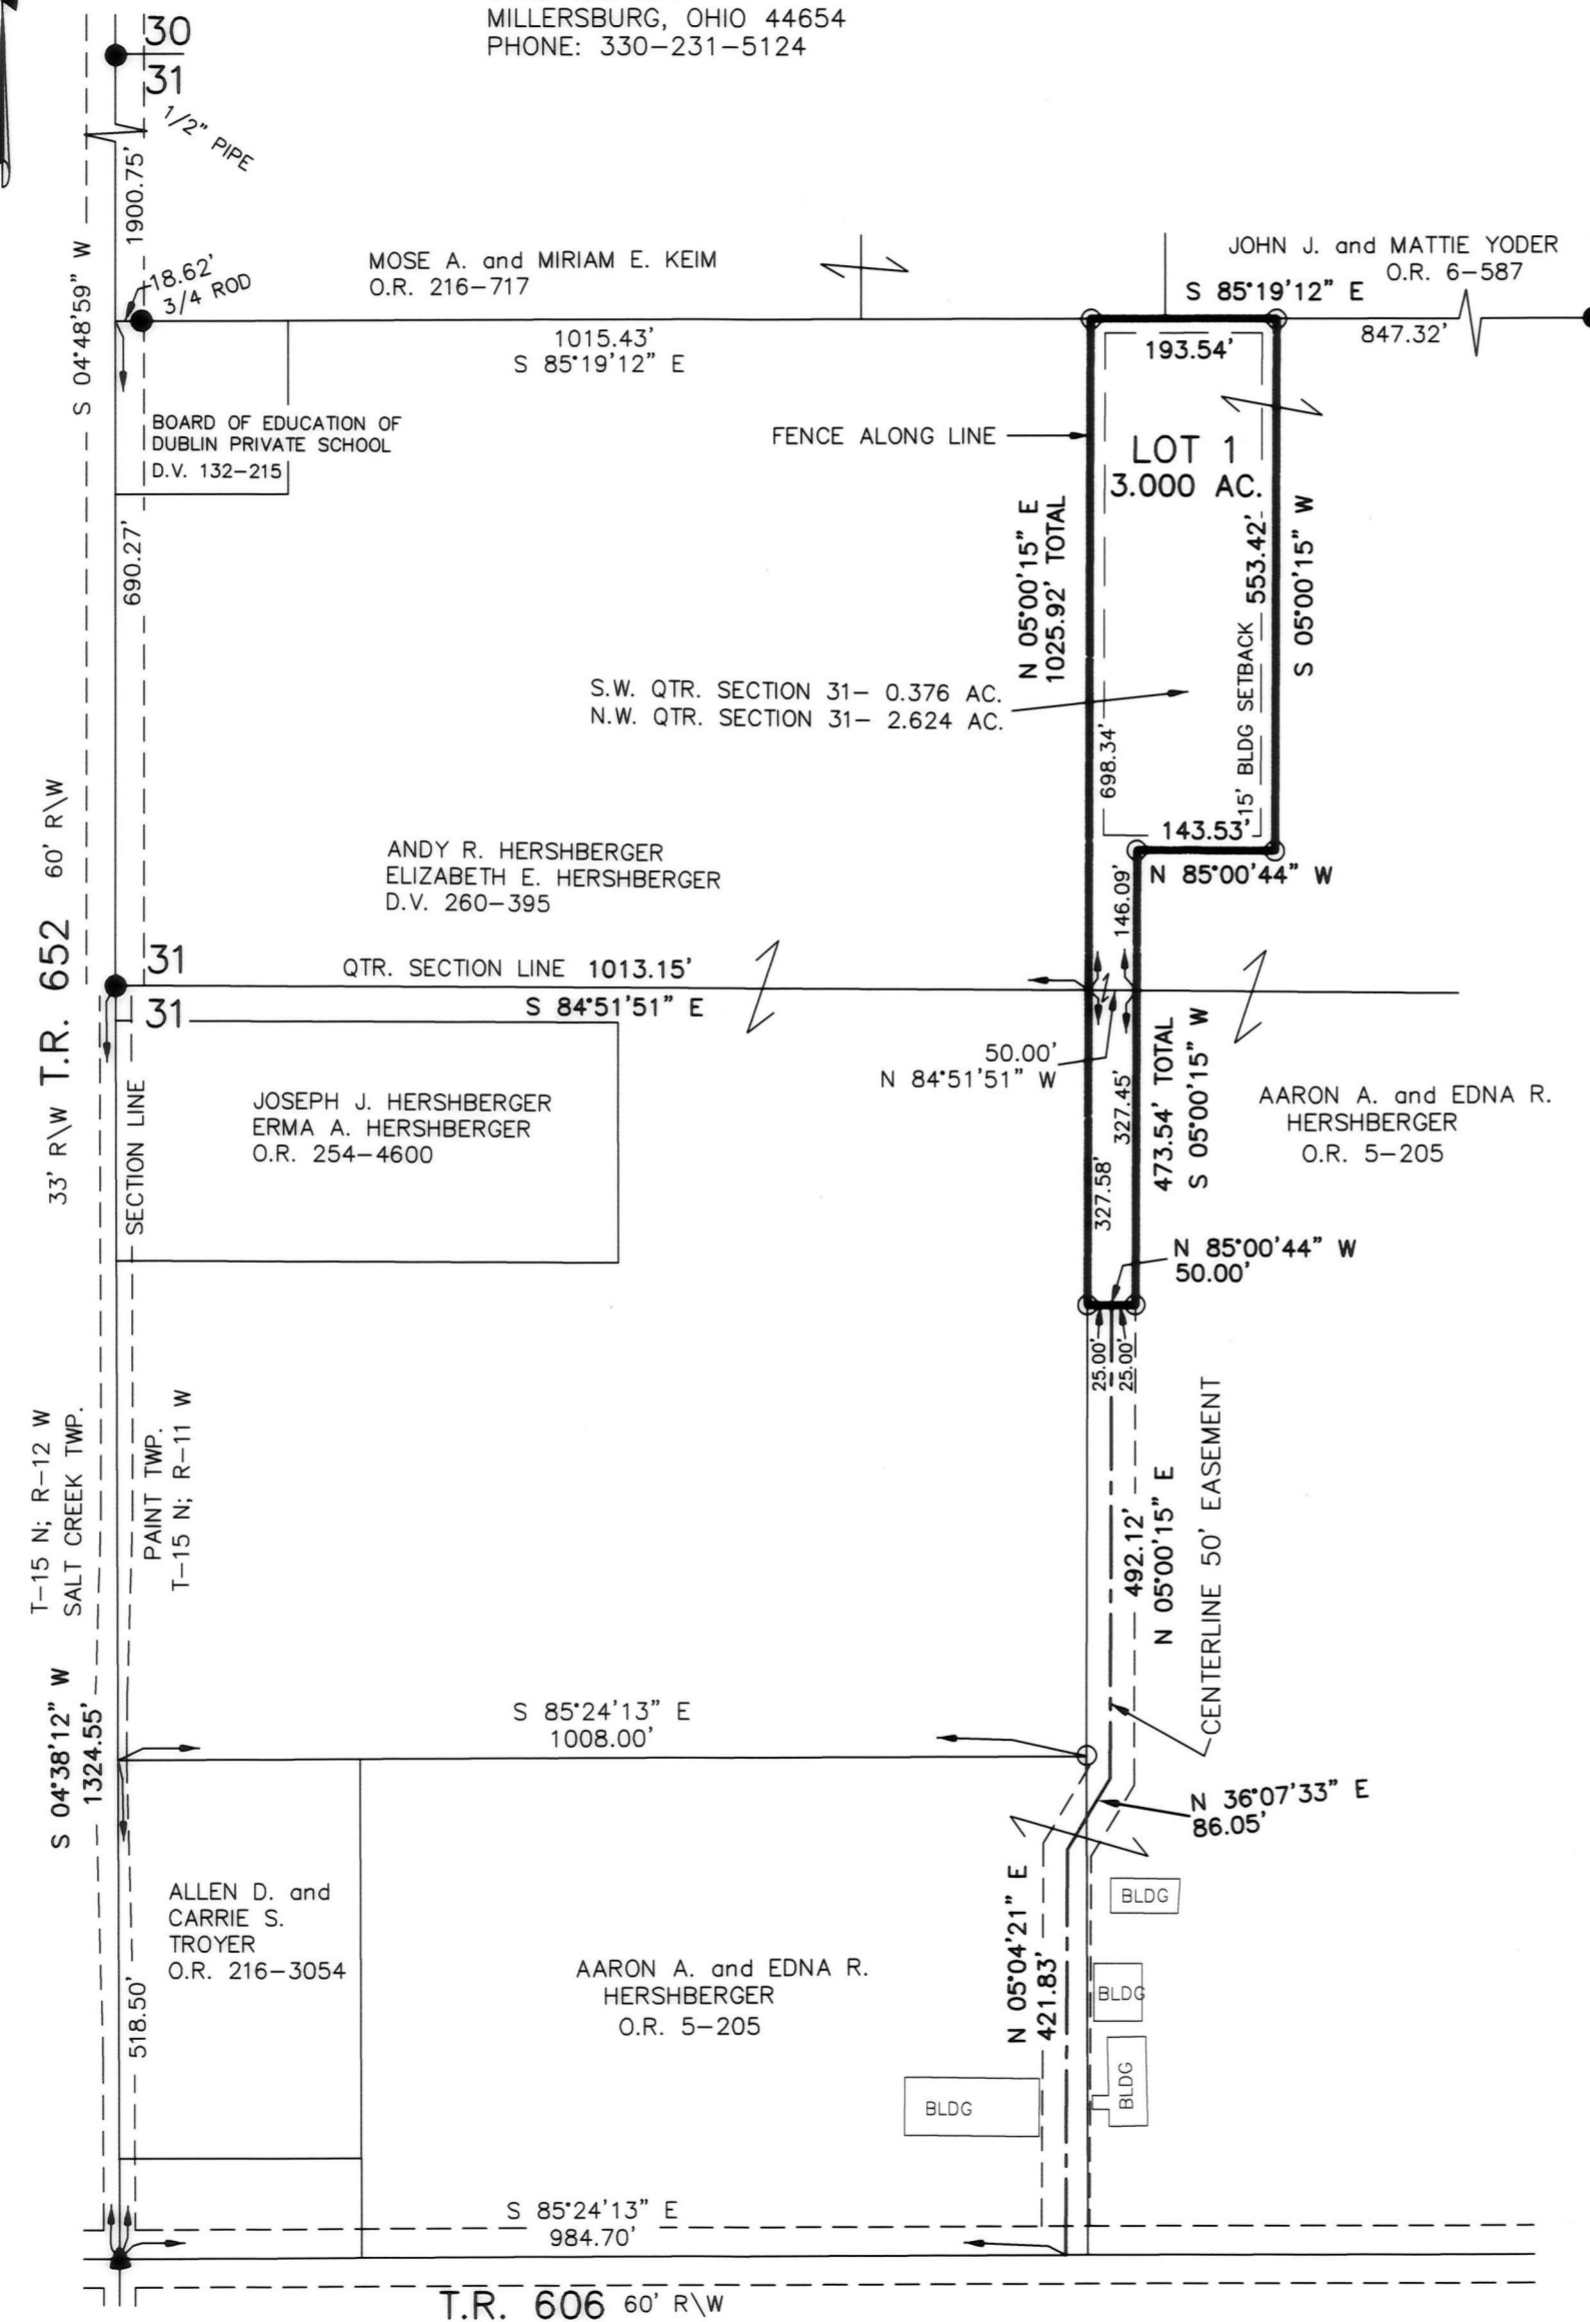 MILLERSBURG, OHIO 44654
PHONE: 330-231-5124
30
31
1/2" PIPE
1900.75'
S 04°48'59" W
18.62'
3/4 ROD
MOSE A. and MIRIAM E. KEIM
O.R. 216-717
JOHN J. and MATTIE YODER
O.R. 6-587
S 85°19'12" E
1015.43'
S 85°19'12" E
193.54'
847.32'
BOARD OF EDUCATION OF
DUBLIN PRIVATE SCHOOL
D.V. 132-215
FENCE ALONG LINE
LOT 1
3.000 AC.
690.27'
N 05°00'15" E
1025.92' TOTAL
553.42'
S 05°00'15" W
15' BLDG SETBACK
S.W. QTR. SECTION 31- 0.376 AC.
N.W. QTR. SECTION 31- 2.624 AC.
698.34'
60' R\W
T.R. 652
33' R\W
ANDY R. HERSHBERGER
ELIZABETH E. HERSHBERGER
D.V. 260-395
143.53'
N 85°00'44" W
146.09'
31
QTR. SECTION LINE 1013.15'
31
S 84°51'51" E
50.00'
N 84°51'51" W
SECTION LINE
JOSEPH J. HERSHBERGER
ERMA A. HERSHBERGER
O.R. 254-4600
327.45'
327.58'
473.54' TOTAL
S 05°00'15" W
AARON A. and EDNA R.
HERSHBERGER
O.R. 5-205
N 85°00'44" W
50.00'
25.00'
25.00'
T-15 N; R-12 W
SALT CREEK TWP.
PAINT TWP.
T-15 N; R-11 W
492.12'
N 05°00'15" E
CENTERLINE 50' EASEMENT
S 04°38'12" W
1324.55'
S 85°24'13" E
1008.00'
N 36°07'33" E
86.05'
ALLEN D. and
CARRIE S.
TROYER
O.R. 216-3054
518.50'
AARON A. and EDNA R.
HERSHBERGER
O.R. 5-205
N 05°04'21" E
421.83'
BLDG
BLDG
BLDG
BLDG
S 85°24'13" E
984.70'
T.R. 606 60' R\W